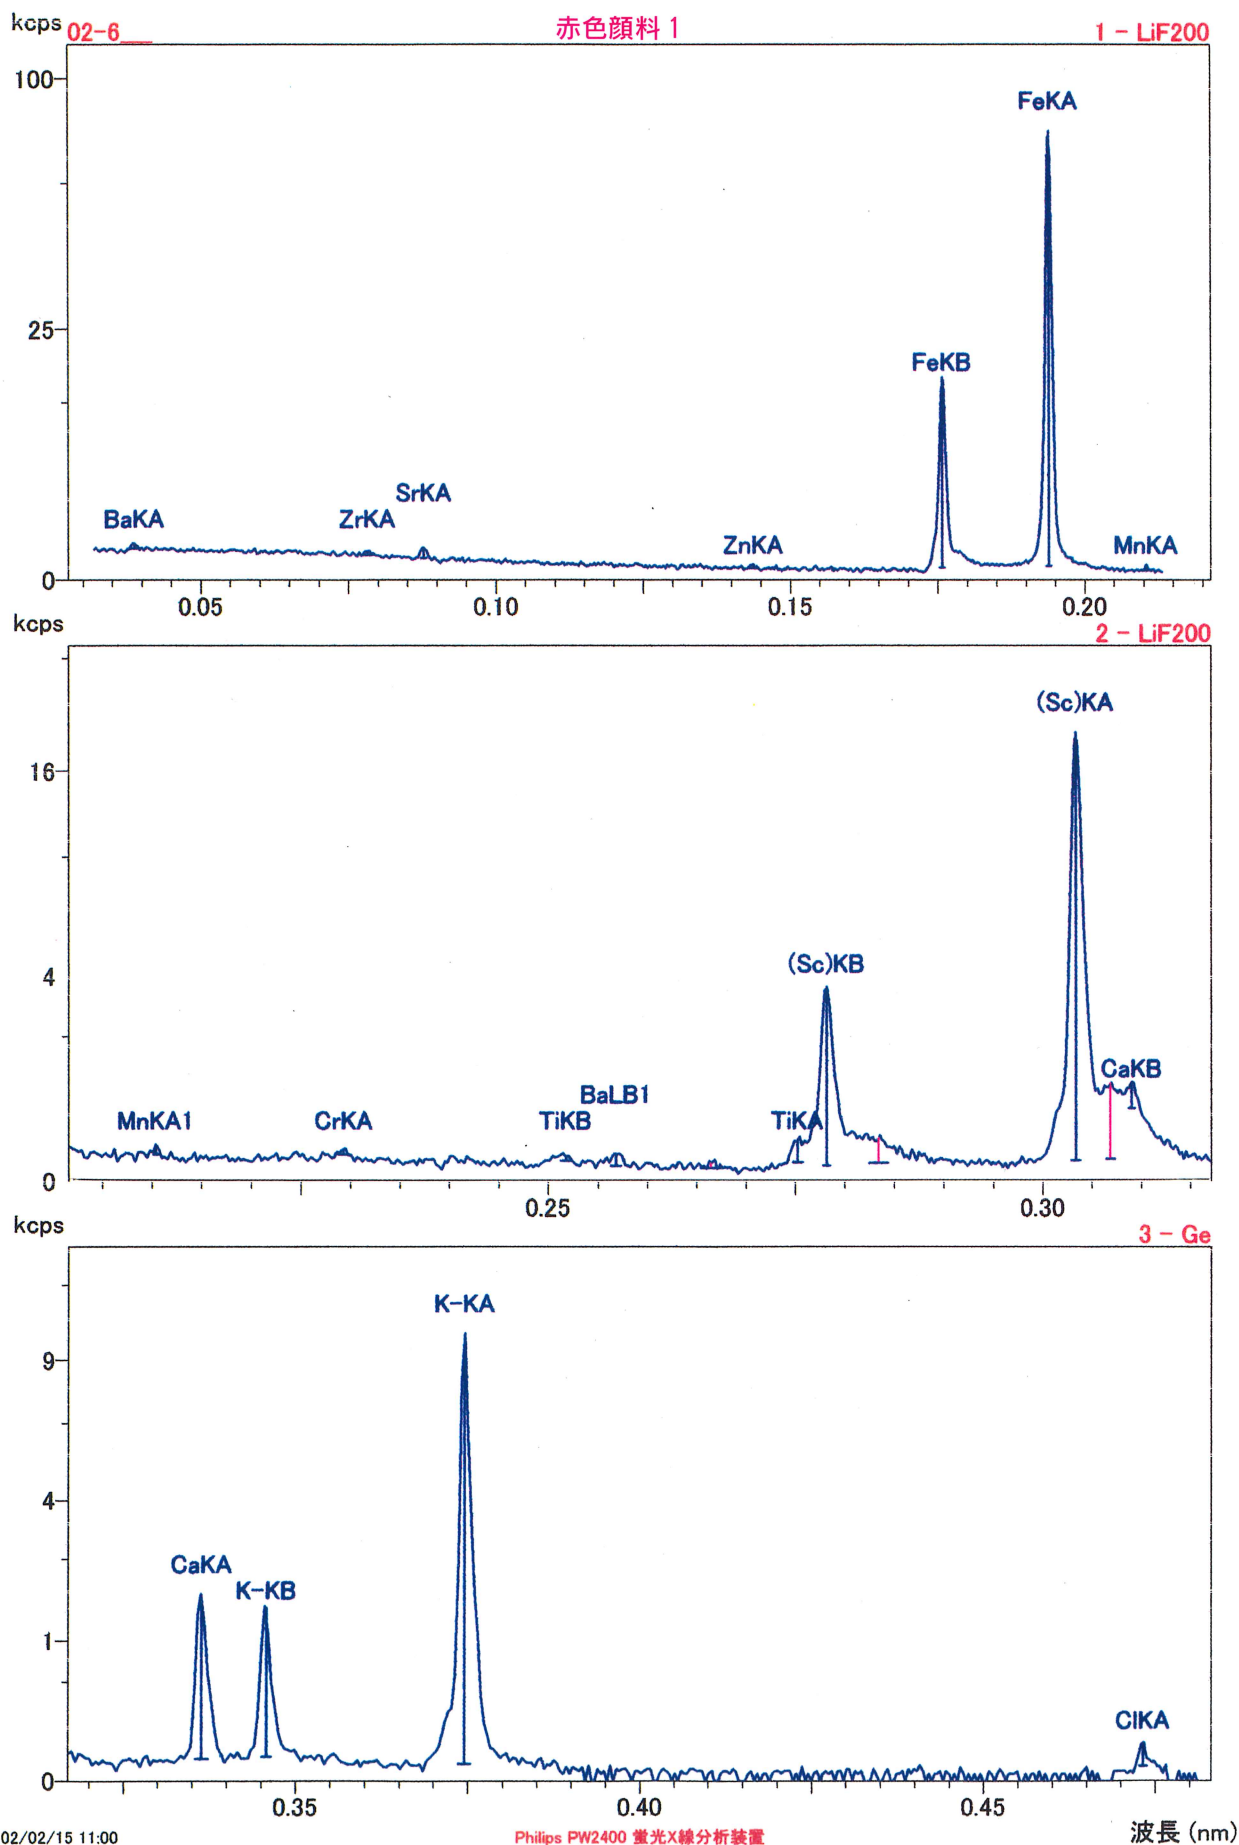 kcps 02-6___ 赤色顔料 1 1 - LiF200
100
FeKA
25
FeKB
SrKA
BaKA ZrKA
ZnKA MnKA
0
0.05 0.10 0.15 0.20
kcps
2 - LiF200
(Sc)KA
16
4
(Sc)KB
CaKB
BaLB1
MnKA1 CrKA TiKB TiKA
0
0.25 0.30
kcps
3 - Ge
K-KA
9
4
CaKA
K-KB
1
ClKA
0
0.35 0.40 0.45
02/02/15 11:00 Philips PW2400 蛍光X線分析装置 波長 (nm)